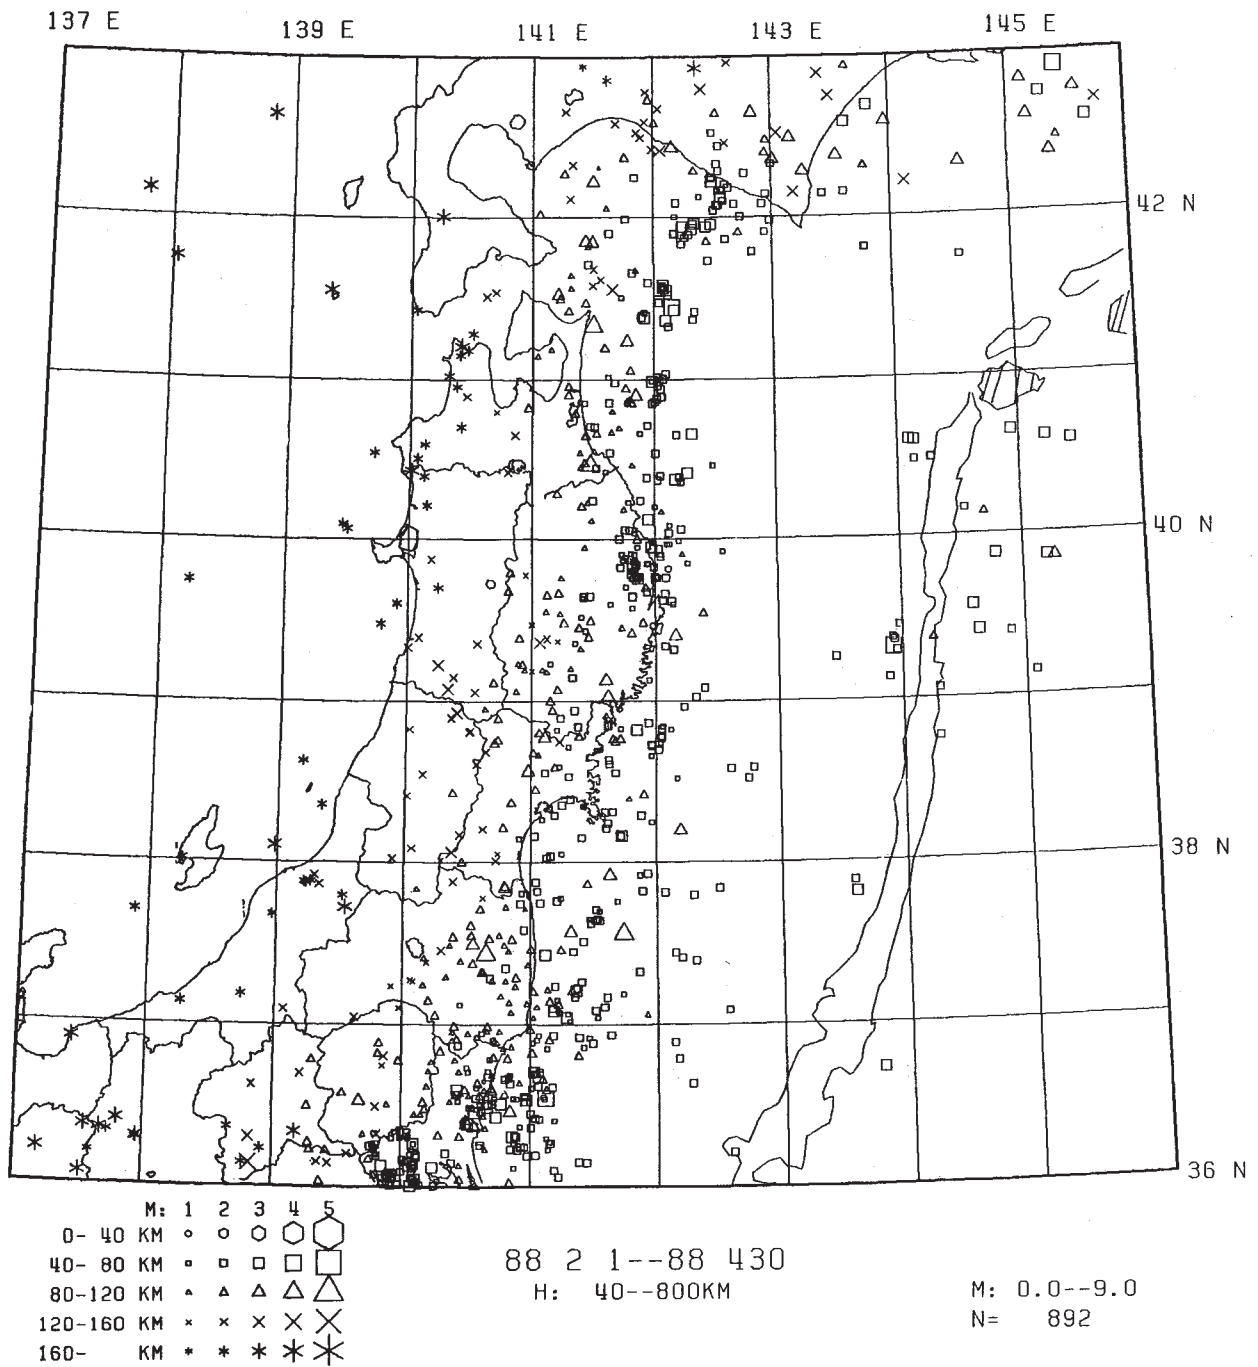 137 E 139 E 141 E 143 E 145 E
42 N
40 N
38 N
36 N
M: 1 2 3 4 5
0- 40 KM
40- 80 KM
80-120 KM
120-160 KM
160- KM
88 2 1--88 430
H: 40--800KM
M: 0.0--9.0
N= 892